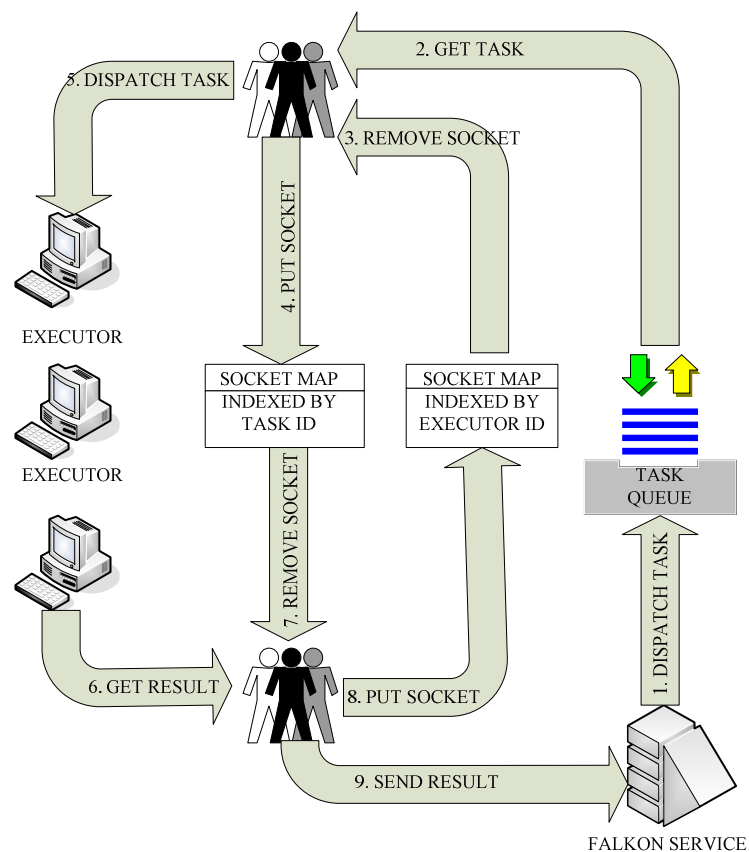 2. GET TASK
5. DISPATCH TASK
3. REMOVE SOCKET
4. PUT SOCKET
EXECUTOR
SOCKET MAP
INDEXED BY
TASK ID
SOCKET MAP
INDEXED BY
EXECUTOR ID
EXECUTOR
TASK
QUEUE
7. REMOVE SOCKET
1. DISPATCH TASK
6. GET RESULT
8. PUT SOCKET
9. SEND RESULT
FALKON SERVICE